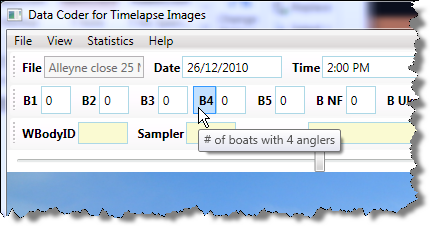 Data Coder for Timelapse Images
File View Statistics Help
File Alleyne close 25 Date 26/12/2010 Time 2:00 PM
B1 0 B2 0 B3 0 B4 0 B5 0 B NF 0 B Uk
WBodyID Sampler
# of boats with 4 anglers